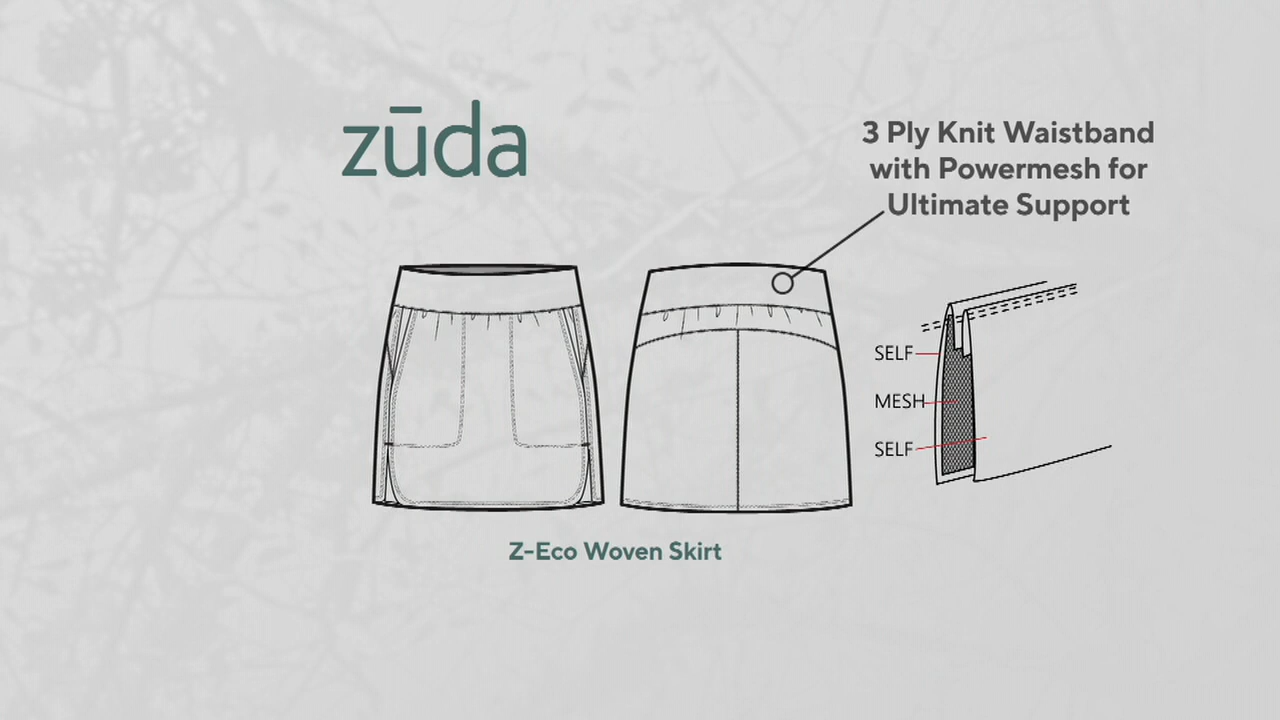 zūda
3 Ply Knit Waistband
with Powermesh for
Ultimate Support
SELF
MESH
SELF
Z-Eco Woven Skirt